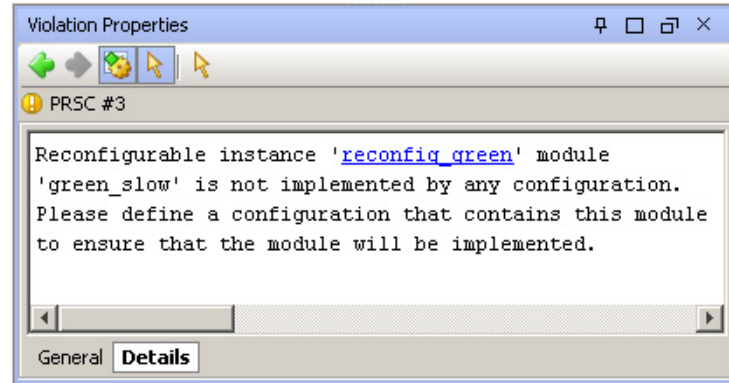 Violation Properties
PRSC #3
Reconfigurable instance 'reconfig_green' module
'green_slow' is not implemented by any configuration.
Please define a configuration that contains this module
to ensure that the module will be implemented.
General Details